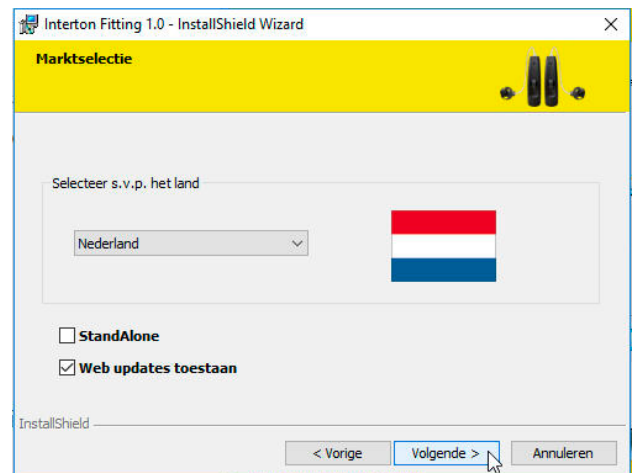 Interton Fitting 1.0 - InstallShield Wizard
Marktselectie
Selecteer s.v.p. het land
Nederland
StandAlone
Web updates toestaan
InstallShield
< Vorige Volgende > Annuleren